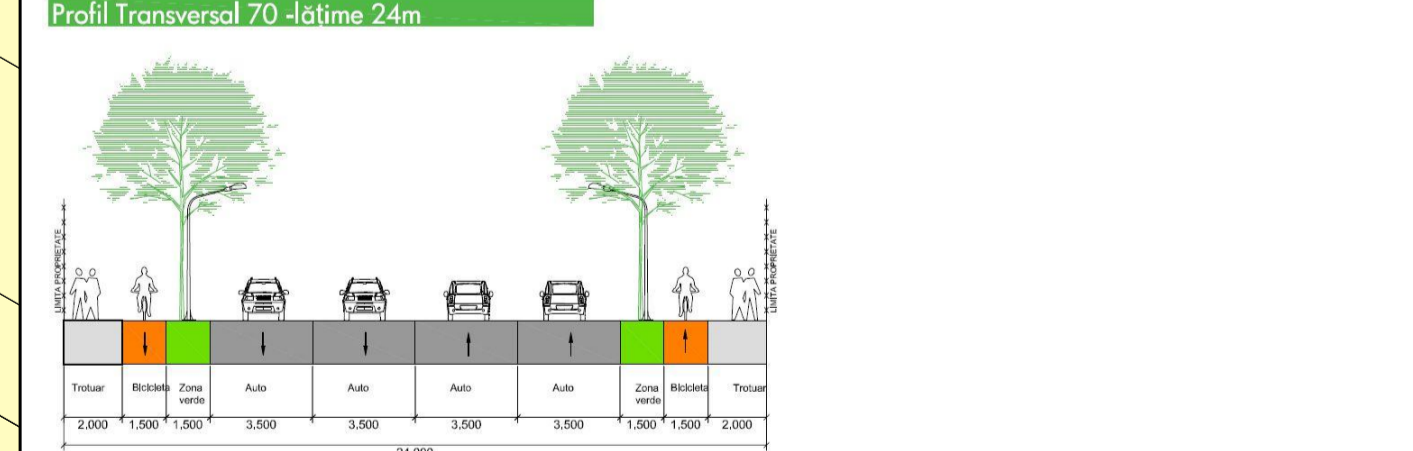 Profil Transversal 70 -lățime 24m
LIMITA PROPRIETATE
LIMITA PROPRIETATE
Trotuar Bicicleta Zona verde Auto Auto Auto Auto Zona verde Bicicleta Trotuar
2,000 1,500 1,500 3,500 3,500 3,500 3,500 1,500 1,500 2,000